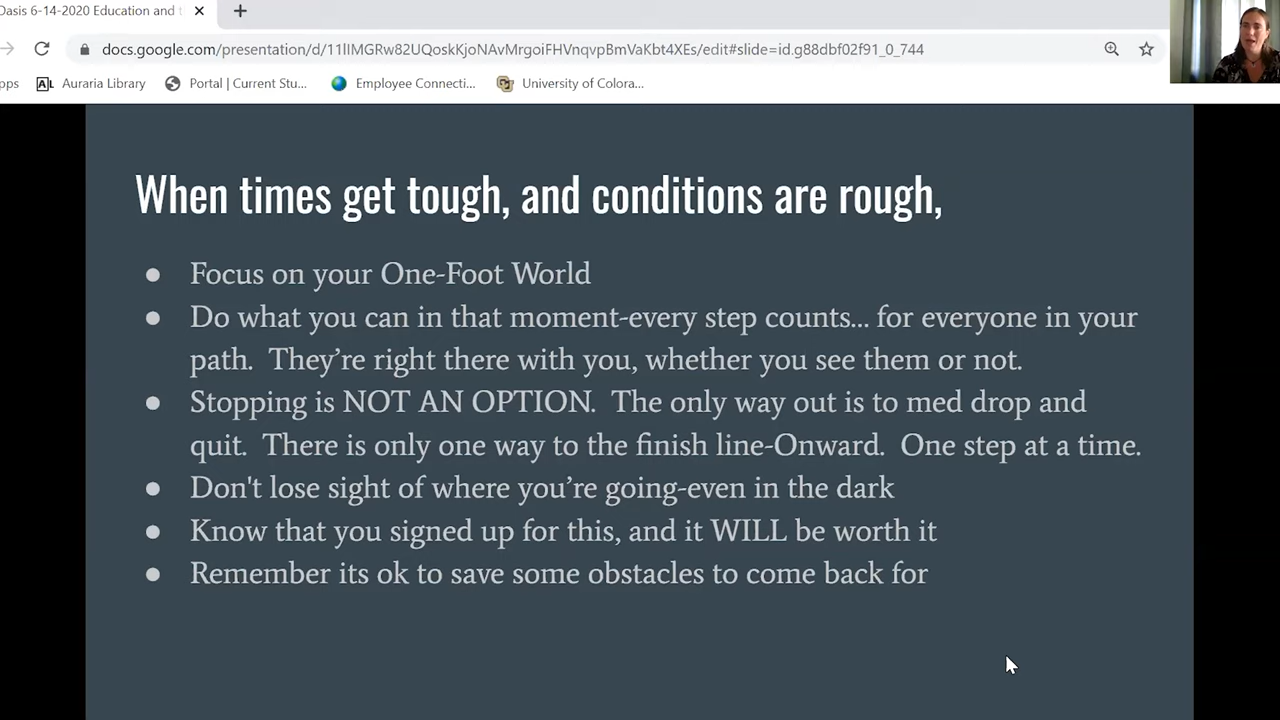 Oasis 6-14-2020 Education and t
docs.google.com/presentation/d/11lIMGRw82UQoskKjoNAvMrgoiFHVnqvpBmVaKbt4XEs/edit#slide=id.g88dbf02f91_0_744
pps AL Auraria Library Portal | Current Stu... Employee Connecti... University of Colora...
When times get tough, and conditions are rough,
● Focus on your One-Foot World
● Do what you can in that moment-every step counts... for everyone in your
path. They’re right there with you, whether you see them or not.
● Stopping is NOT AN OPTION. The only way out is to med drop and
quit. There is only one way to the finish line-Onward. One step at a time.
● Don't lose sight of where you’re going-even in the dark
● Know that you signed up for this, and it WILL be worth it
● Remember its ok to save some obstacles to come back for